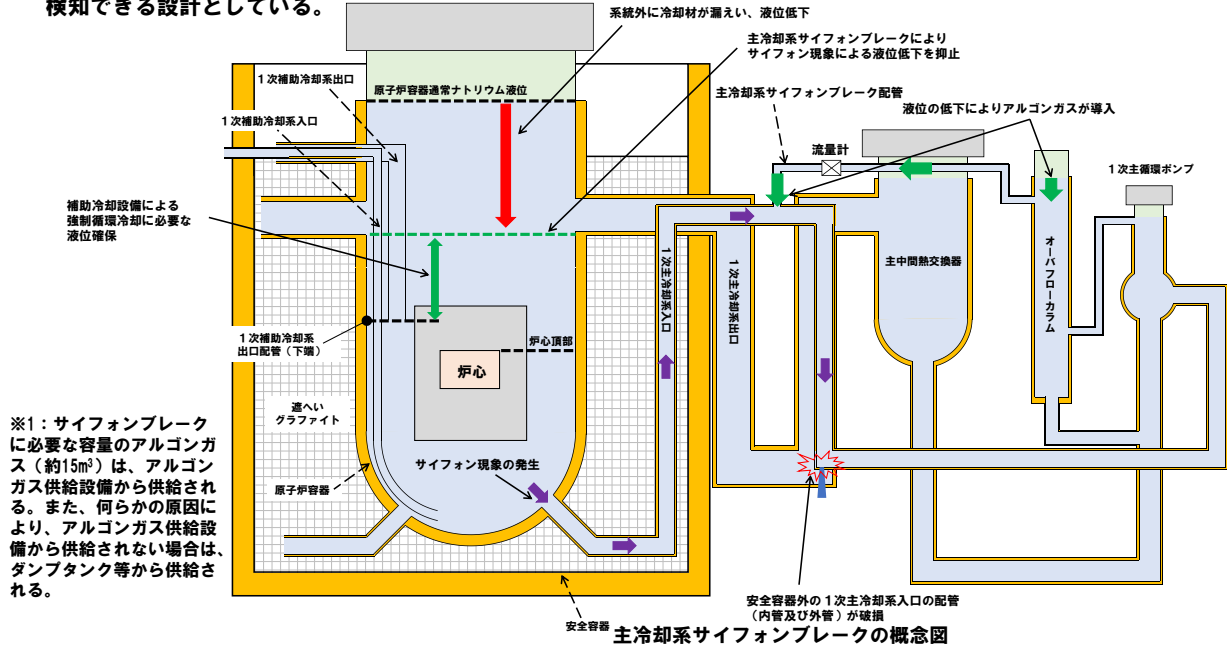 検知できる設計としている。
系統外に冷却材が漏えい、液位低下
主冷却系サイフォンブレークにより
サイフォン現象による液位低下を抑止
1次補助冷却系出口
原子炉容器通常ナトリウム液位
主冷却系サイフォンブレーク配管
液位の低下によりアルゴンガスが導入
1次補助冷却系入口
流量計
1次主循環ポンプ
補助冷却設備による
強制循環冷却に必要な
液位確保
1次主冷却系入口
1次主冷却系出口
主中間熱交換器
オーバフローカラム
1次補助冷却系
出口配管（下端）
炉心頂部
炉心
遮へい
グラファイト
サイフォン現象の発生
原子炉容器
※1：サイフォンブレーク
に必要な容量のアルゴンガ
ス（約15m³）は、アルゴン
ガス供給設備から供給され
る。また、何らかの原因に
より、アルゴンガス供給設
備から供給されない場合は、
ダンプタンク等から供給さ
れる。
安全容器外の1次主冷却系入口の配管
（内管及び外管）が破損
安全容器
主冷却系サイフォンブレークの概念図